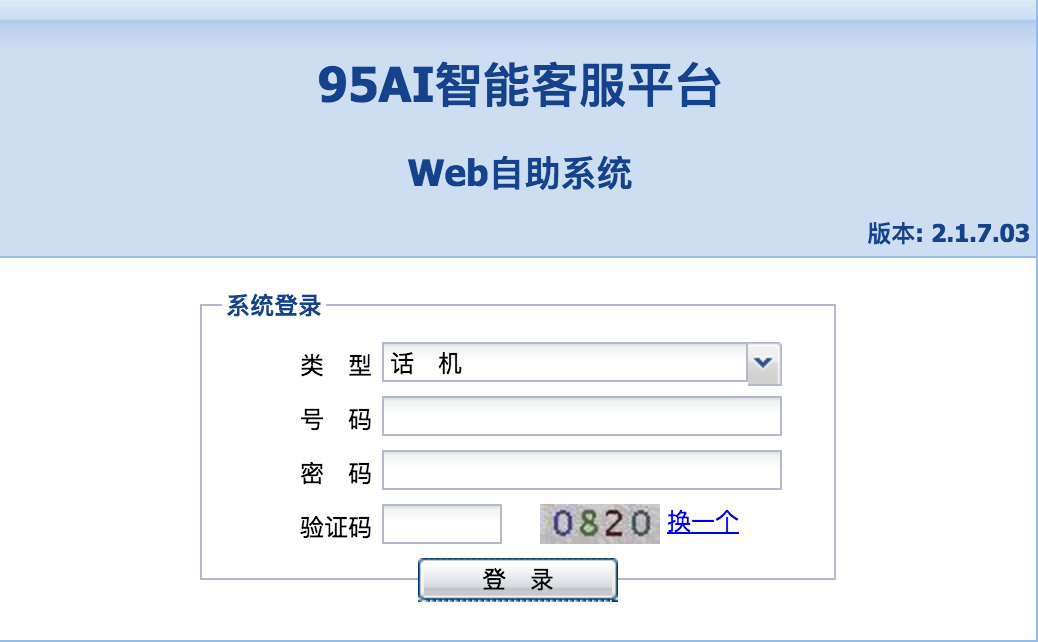 95AI智能客服平台
Web自助系统
版本: 2.1.7.03
系统登录
类 型 话 机
号 码
密 码
验证码 0820 换一个
登 录